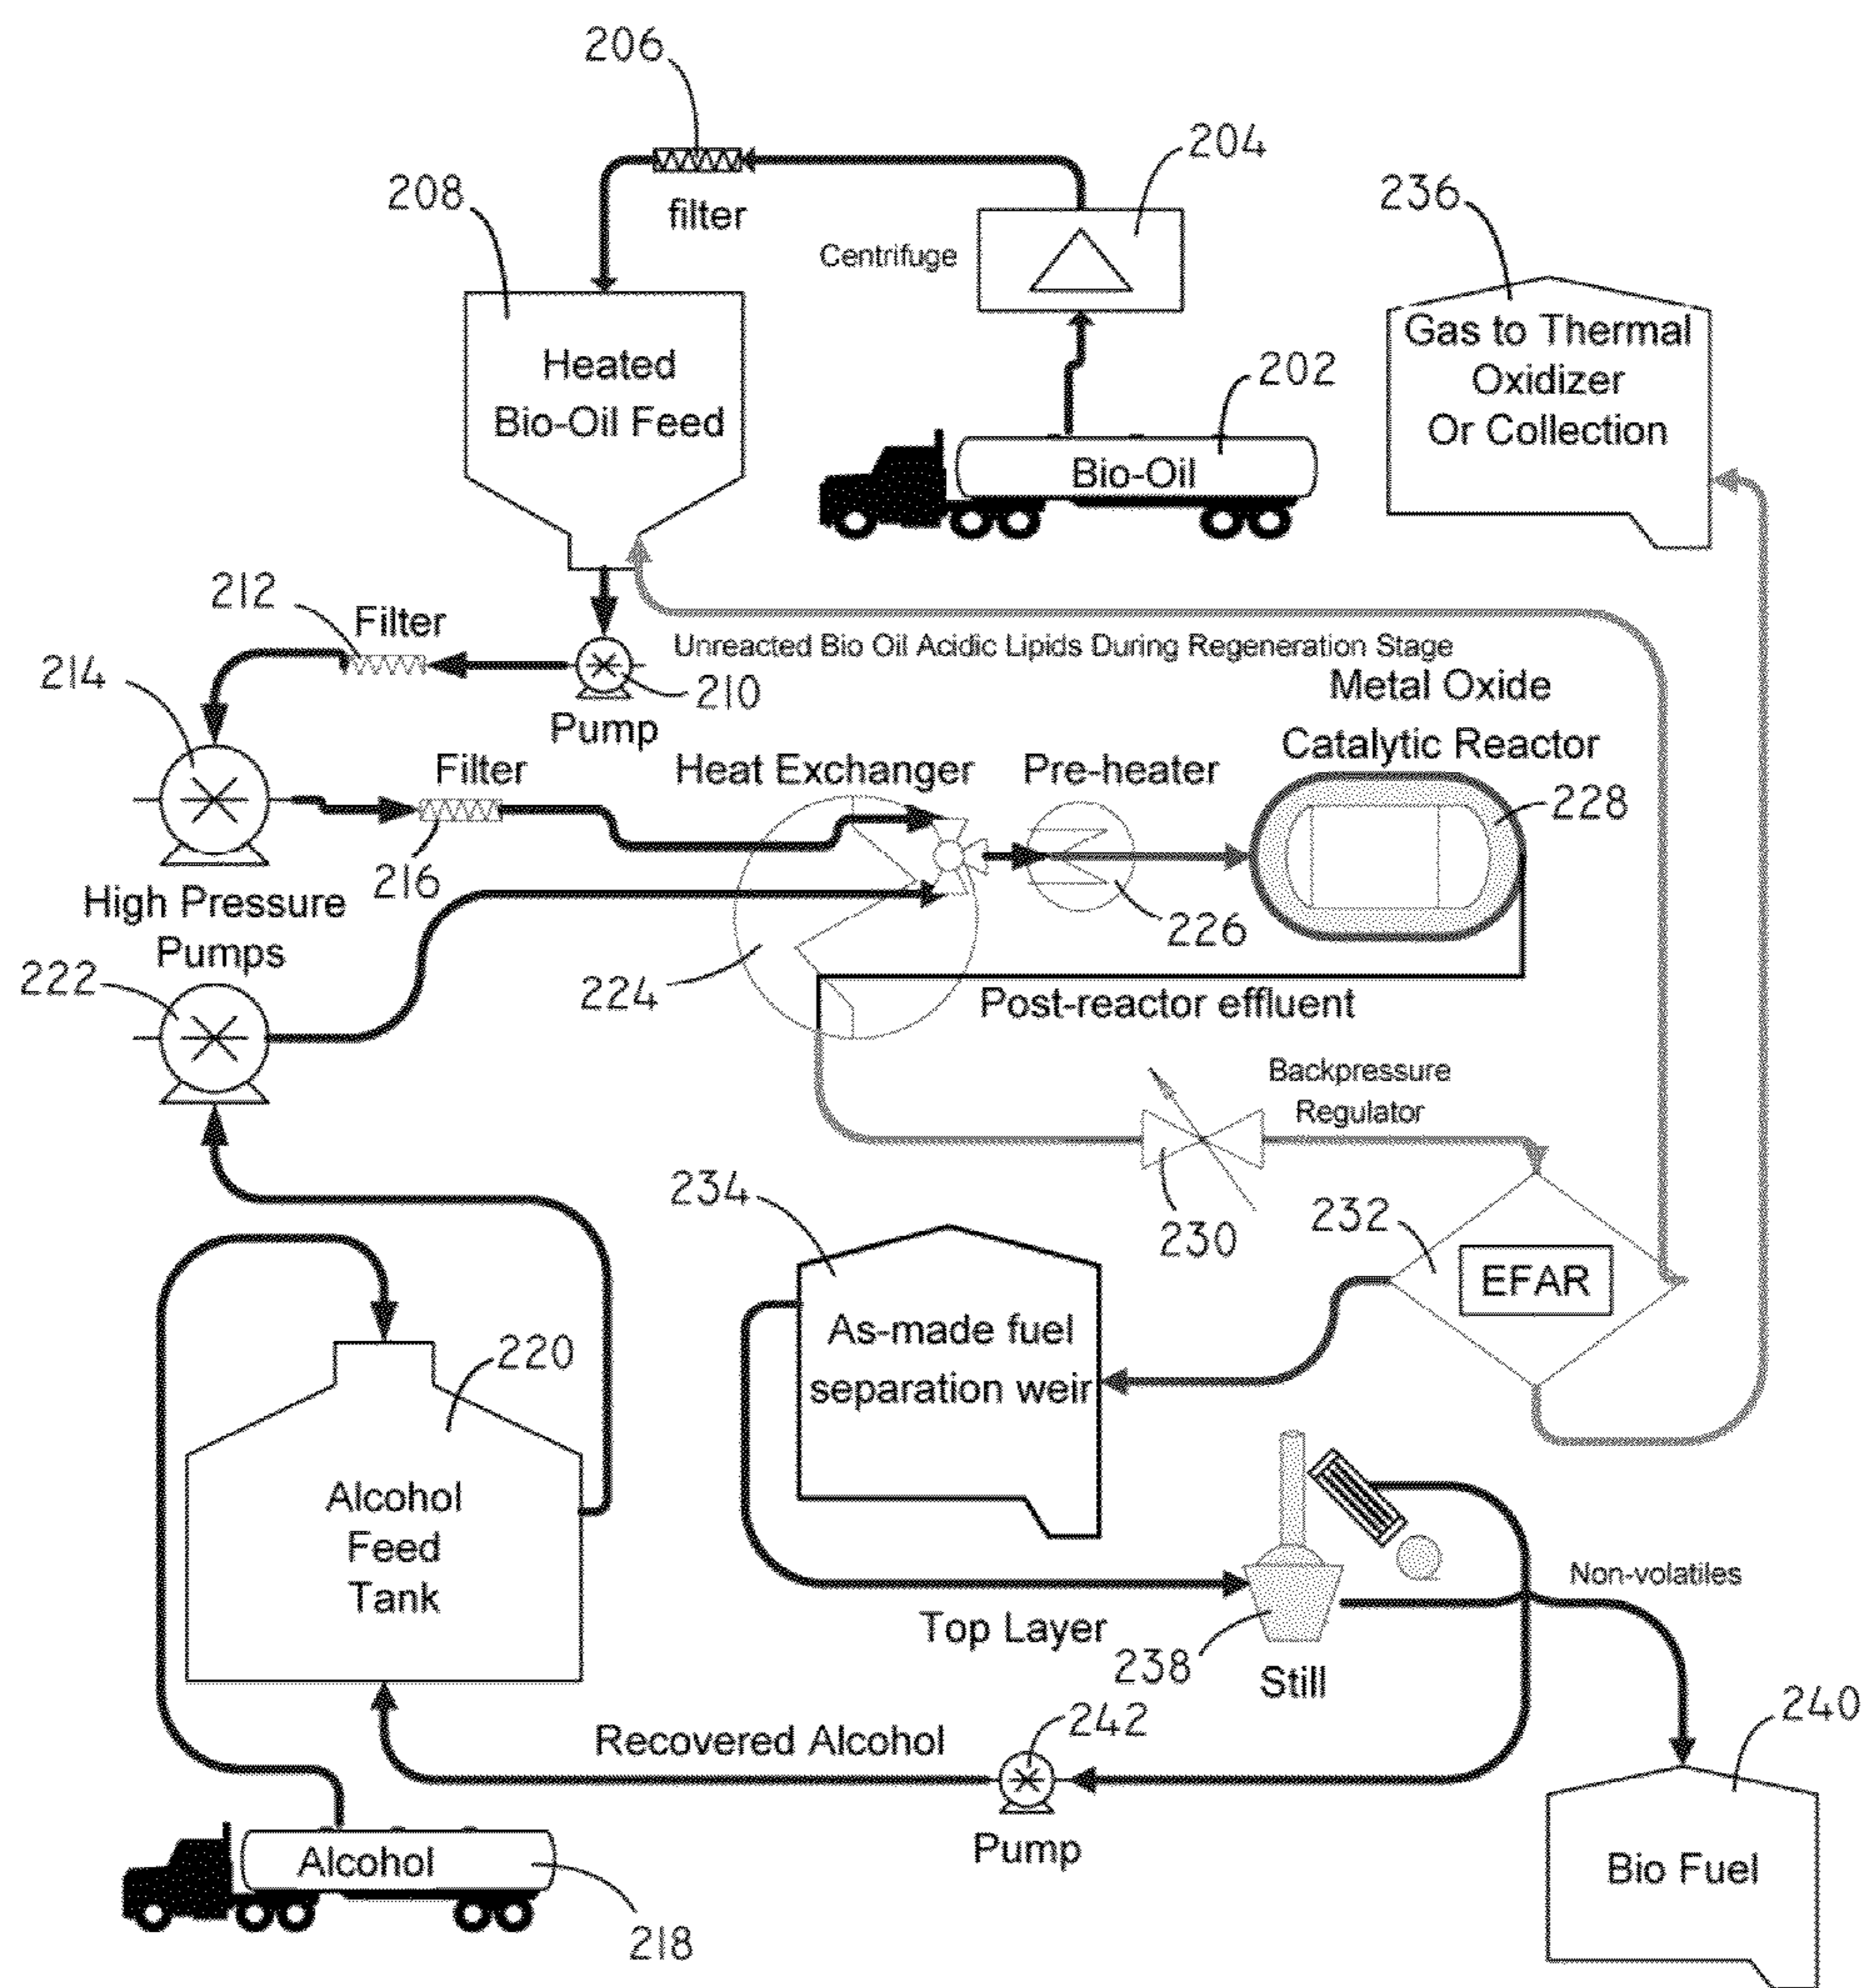 206
204
236
208
filter
Centrifuge
Gas to Thermal
Oxidizer
Or Collection
202
Heated
Bio-Oil Feed
Bio-Oil
212
Filter
Unreacted Bio Oil Acidic Lipids During Regeneration Stage
214
210
Pump
Metal Oxide
Catalytic Reactor
Filter
Heat Exchanger
Pre-heater
228
216
High Pressure
Pumps
226
222
224
Post-reactor effluent
Backpressure
Regulator
234
230
232
EFAR
As-made fuel
separation weir
220
Alcohol
Feed
Tank
Non-volatiles
Top Layer
238
Still
240
242
Recovered Alcohol
Pump
Alcohol
218
Bio Fuel